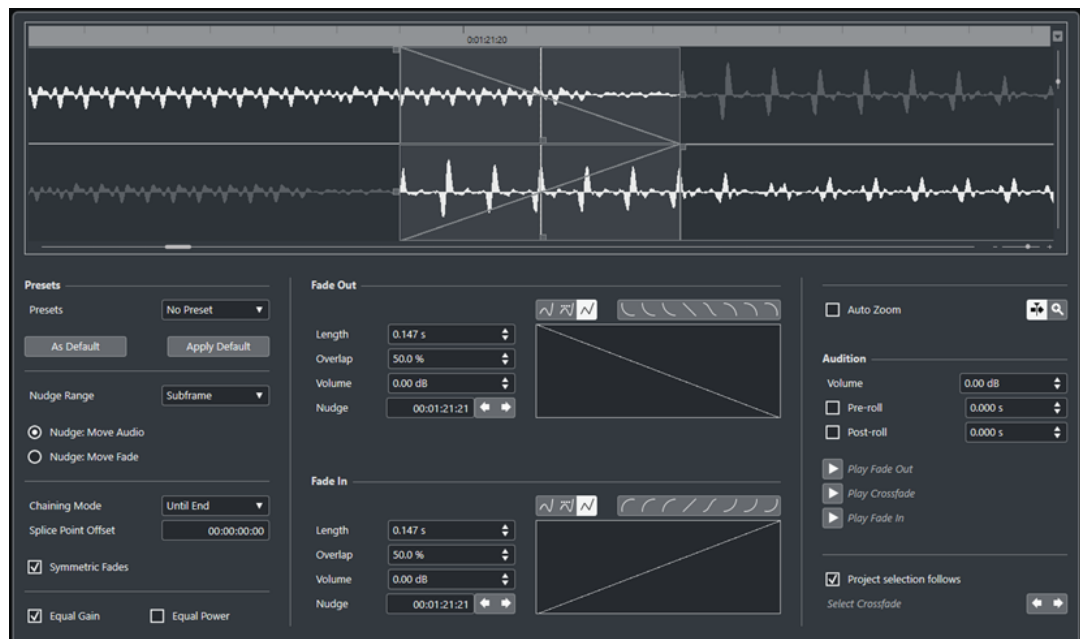 0:01:21:20
Presets
Presets No Preset
As Default Apply Default
Nudge Range Subframe
Nudge: Move Audio
Nudge: Move Fade
Chaining Mode Until End
Splice Point Offset 00:00:00:00
Symmetric Fades
Equal Gain Equal Power
Fade Out
Length 0.147 s
Overlap 50.0 %
Volume 0.00 dB
Nudge 00:01:21:21
Fade In
Length 0.147 s
Overlap 50.0 %
Volume 0.00 dB
Nudge 00:01:21:21
Auto Zoom
Audition
Volume 0.00 dB
Pre-roll 0.000 s
Post-roll 0.000 s
Play Fade Out
Play Crossfade
Play Fade In
Project selection follows
Select Crossfade